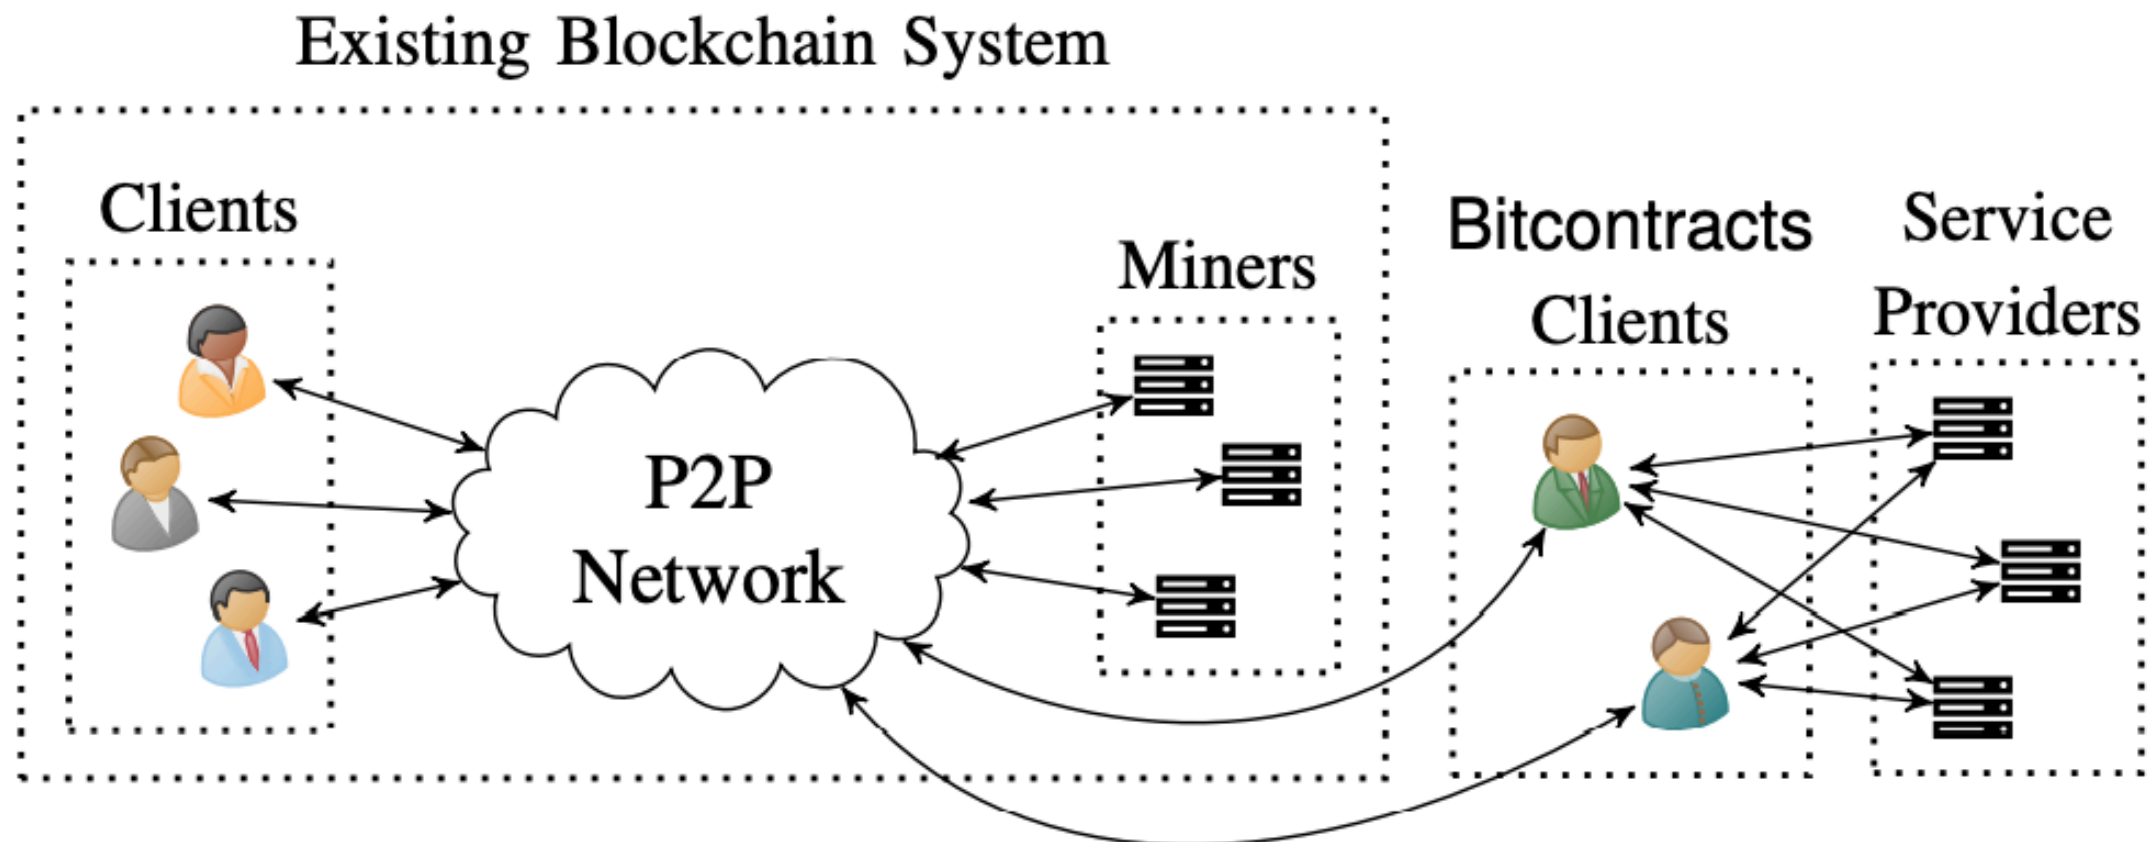 Existing Blockchain System
Clients
P2P
Network
Miners
Bitcontracts
Clients
Service
Providers